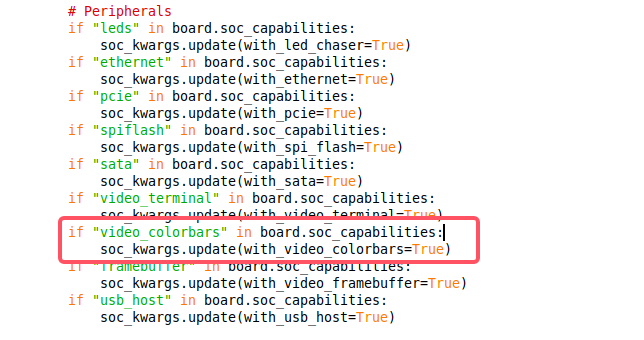 # Peripherals
if "leds" in board.soc_capabilities:
    soc_kwargs.update(with_led_chaser=True)
if "ethernet" in board.soc_capabilities:
    soc_kwargs.update(with_ethernet=True)
if "pcie" in board.soc_capabilities:
    soc_kwargs.update(with_pcie=True)
if "spiflash" in board.soc_capabilities:
    soc_kwargs.update(with_spi_flash=True)
if "sata" in board.soc_capabilities:
    soc_kwargs.update(with_sata=True)
if "video_terminal" in board.soc_capabilities:
    soc_kwargs.update(with_video_terminal=True)
if "video_colorbars" in board.soc_capabilities:
    soc_kwargs.update(with_video_colorbars=True)
if "framebuffer" in board.soc_capabilities:
    soc_kwargs.update(with_video_framebuffer=True)
if "usb_host" in board.soc_capabilities:
    soc_kwargs.update(with_usb_host=True)